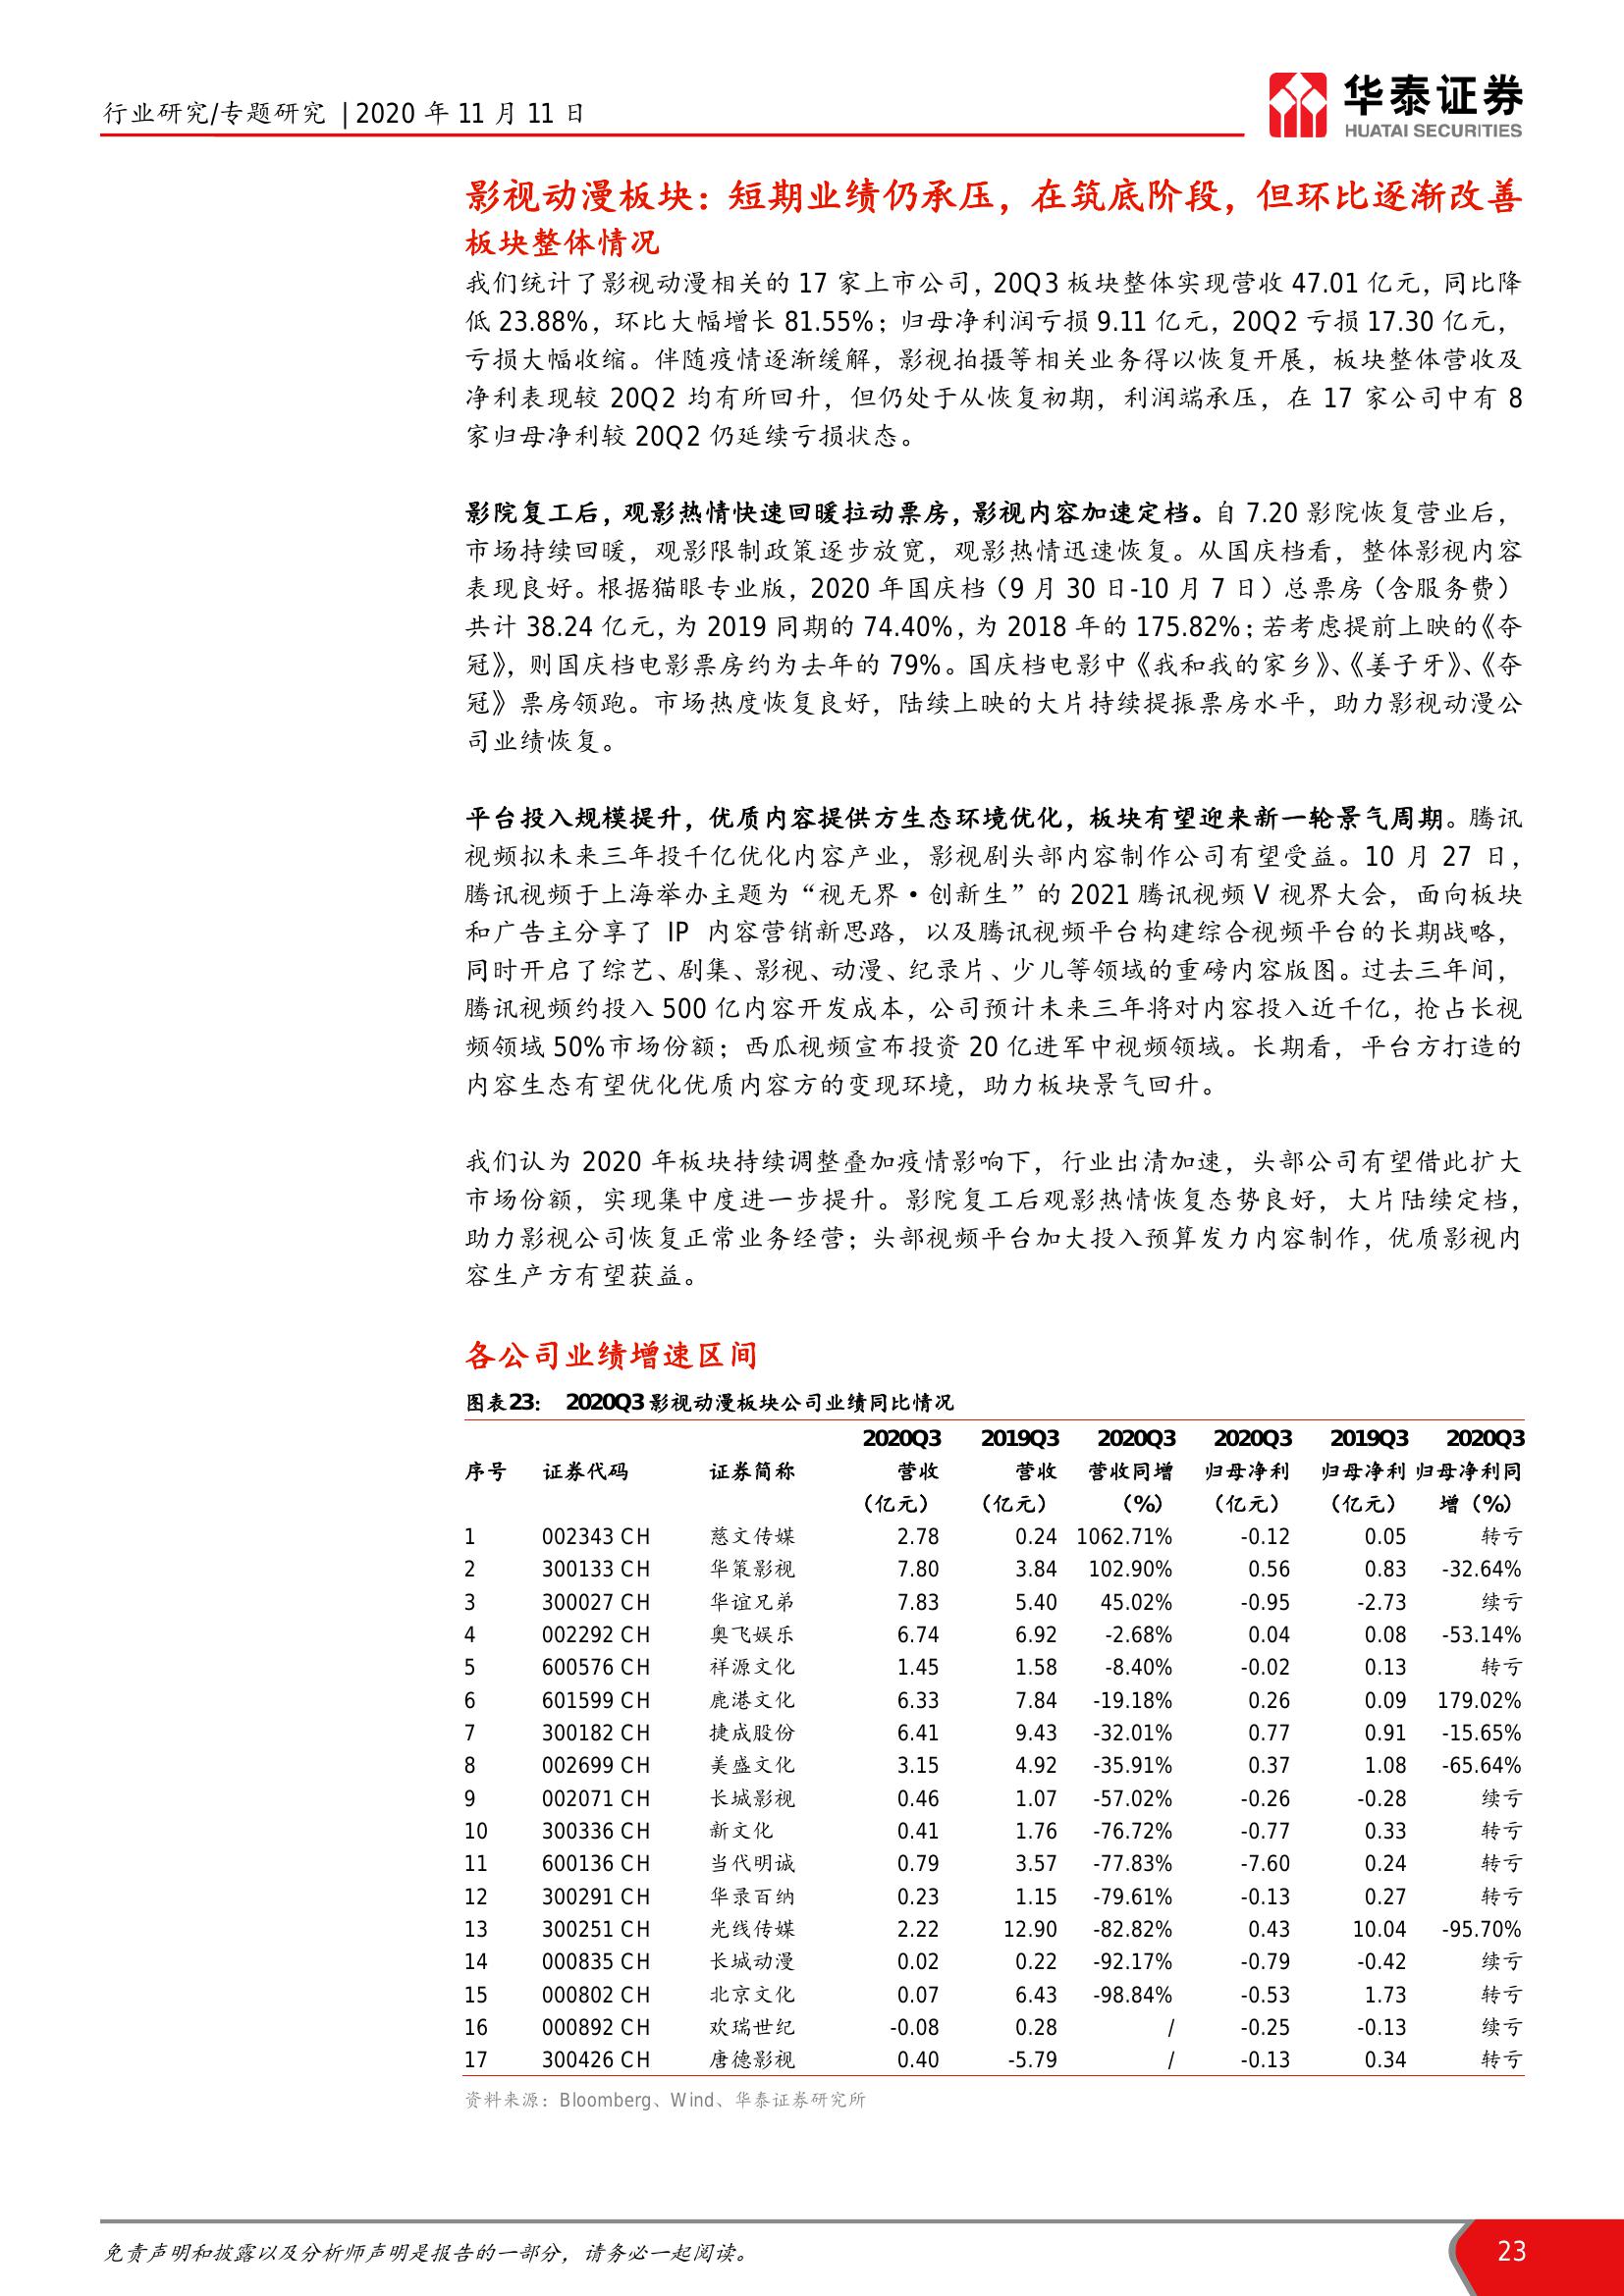 行业研究/专题研究 | 2020 年 11 月 11 日
华泰证券
HUATAI SECURITIES
影视动漫板块：短期业绩仍承压，在筑底阶段，但环比逐渐改善
板块整体情况
我们统计了影视动漫相关的 17 家上市公司，20Q3 板块整体实现营收 47.01 亿元，同比降
低 23.88%，环比大幅增长 81.55%；归母净利润亏损 9.11 亿元，20Q2 亏损 17.30 亿元，
亏损大幅收缩。伴随疫情逐渐缓解，影视拍摄等相关业务得以恢复开展，板块整体营收及
净利表现较 20Q2 均有所回升，但仍处于从恢复初期，利润端承压，在 17 家公司中有 8
家归母净利较 20Q2 仍延续亏损状态。
影院复工后，观影热情快速回暖拉动票房，影视内容加速定档。自 7.20 影院恢复营业后，
市场持续回暖，观影限制政策逐步放宽，观影热情迅速恢复。从国庆档看，整体影视内容
表现良好。根据猫眼专业版，2020 年国庆档（9 月 30 日-10 月 7 日）总票房（含服务费）
共计 38.24 亿元，为 2019 同期的 74.40%，为 2018 年的 175.82%；若考虑提前上映的《夺
冠》，则国庆档电影票房约为去年的 79%。国庆档电影中《我和我的家乡》、《姜子牙》、《夺
冠》票房领跑。市场热度恢复良好，陆续上映的大片持续提振票房水平，助力影视动漫公
司业绩恢复。
平台投入规模提升，优质内容提供方生态环境优化，板块有望迎来新一轮景气周期。腾讯
视频拟未来三年投千亿优化内容产业，影视剧头部内容制作公司有望受益。10 月 27 日，
腾讯视频于上海举办主题为“视无界·创新生”的 2021 腾讯视频 V 视界大会，面向板块
和广告主分享了 IP 内容营销新思路，以及腾讯视频平台构建综合视频平台的长期战略，
同时开启了综艺、剧集、影视、动漫、纪录片、少儿等领域的重磅内容版图。过去三年间，
腾讯视频约投入 500 亿内容开发成本，公司预计未来三年将对内容投入近千亿，抢占长视
频领域 50%市场份额；西瓜视频宣布投资 20 亿进军中视频领域。长期看，平台方打造的
内容生态有望优化优质内容方的变现环境，助力板块景气回升。
我们认为 2020 年板块持续调整叠加疫情影响下，行业出清加速，头部公司有望借此扩大
市场份额，实现集中度进一步提升。影院复工后观影热情恢复态势良好，大片陆续定档，
助力影视公司恢复正常业务经营；头部视频平台加大投入预算发力内容制作，优质影视内
容生产方有望获益。
各公司业绩增速区间
图表23： 2020Q3 影视动漫板块公司业绩同比情况
2020Q3 2019Q3 2020Q3 2020Q3 2019Q3 2020Q3
序号 证券代码 证券简称 营收 营收 营收同增 归母净利 归母净利 归母净利同
（亿元） （亿元） （%） （亿元） （亿元） 增（%）
1 002343 CH 慈文传媒 2.78 0.24 1062.71% -0.12 0.05 转亏
2 300133 CH 华策影视 7.80 3.84 102.90% 0.56 0.83 -32.64%
3 300027 CH 华谊兄弟 7.83 5.40 45.02% -0.95 -2.73 续亏
4 002292 CH 奥飞娱乐 6.74 6.92 -2.68% 0.04 0.08 -53.14%
5 600576 CH 祥源文化 1.45 1.58 -8.40% -0.02 0.13 转亏
6 601599 CH 鹿港文化 6.33 7.84 -19.18% 0.26 0.09 179.02%
7 300182 CH 捷成股份 6.41 9.43 -32.01% 0.77 0.91 -15.65%
8 002699 CH 美盛文化 3.15 4.92 -35.91% 0.37 1.08 -65.64%
9 002071 CH 长城影视 0.46 1.07 -57.02% -0.26 -0.28 续亏
10 300336 CH 新文化 0.41 1.76 -76.72% -0.77 0.33 转亏
11 600136 CH 当代明诚 0.79 3.57 -77.83% -7.60 0.24 转亏
12 300291 CH 华录百纳 0.23 1.15 -79.61% -0.13 0.27 转亏
13 300251 CH 光线传媒 2.22 12.90 -82.82% 0.43 10.04 -95.70%
14 000835 CH 长城动漫 0.02 0.22 -92.17% -0.79 -0.42 续亏
15 000802 CH 北京文化 0.07 6.43 -98.84% -0.53 1.73 转亏
16 000892 CH 欢瑞世纪 -0.08 0.28 / -0.25 -0.13 续亏
17 300426 CH 唐德影视 0.40 -5.79 / -0.13 0.34 转亏
资料来源：Bloomberg、Wind、华泰证券研究所
免责声明和披露以及分析师声明是报告的一部分，请务必一起阅读。
23